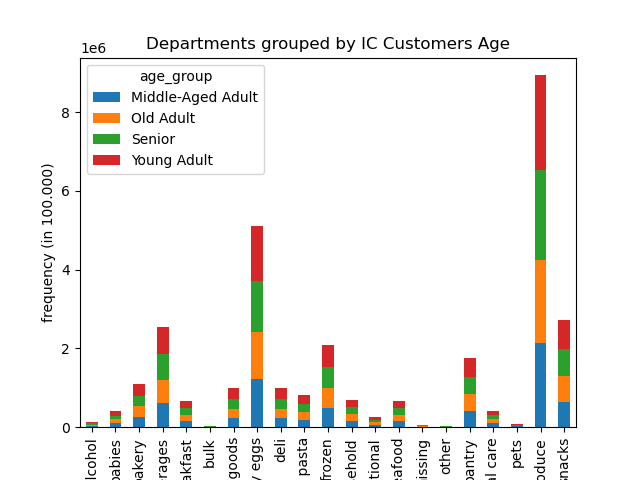 Departments grouped by IC Customers Age
1e6
age_group
Middle-Aged Adult
Old Adult
Senior
Young Adult
frequency (in 100.000)
8
6
4
2
0
lcohol
abies
akery
rages
akfast
bulk
goods
y eggs
deli
pasta
frozen
ehold
tional
eafood
issing
other
pantry
al care
pets
oduce
snacks